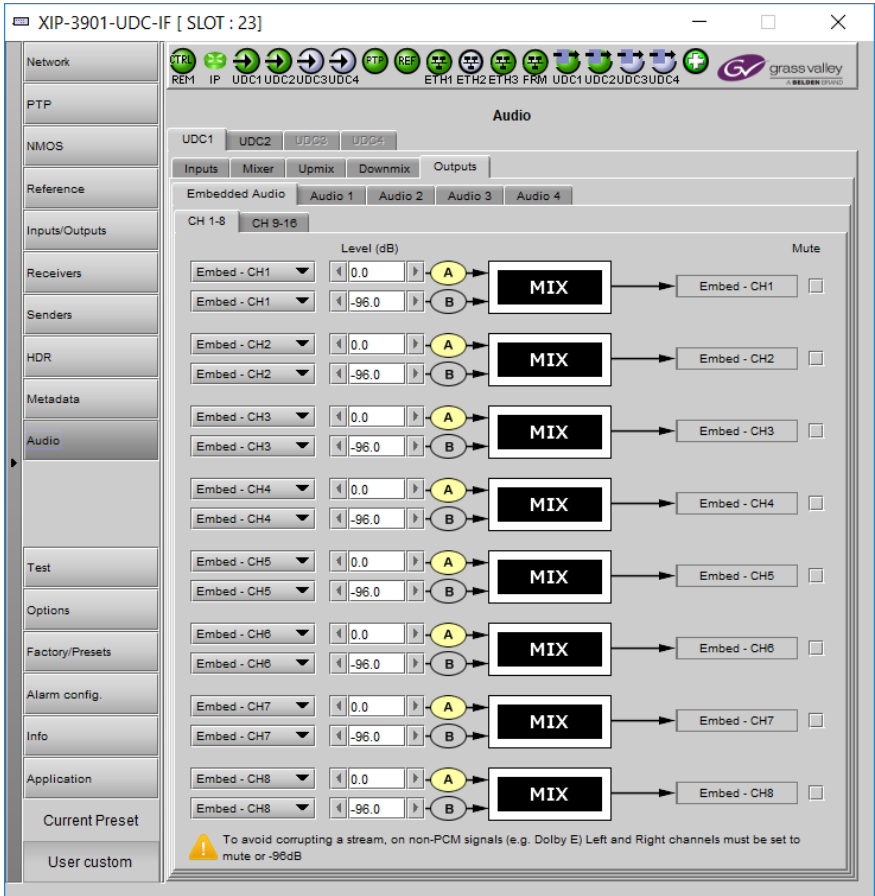 XIP-3901-UDC-IF [ SLOT : 23]
Network
PTP
NMOS
Reference
Inputs/Outputs
Receivers
Senders
HDR
Metadata
Audio
Test
Options
Factory/Presets
Alarm config.
Info
Application
Current Preset
User custom
CTRL PTP REF
REM IP UDC1 UDC2 UDC3 UDC4 ETH1 ETH2 ETH3 FRM UDC1 UDC2 UDC3 UDC4
GV grass valley
A BELDEN BRAND
Audio
UDC1 UDC2 UDC3 UDC4
Inputs Mixer Upmix Downmix Outputs
Embedded Audio Audio 1 Audio 2 Audio 3 Audio 4
CH 1-8 CH 9-16
Level (dB) Mute
Embed - CH1 0.0 A
MIX Embed - CH1
Embed - CH1 -96.0 B
Embed - CH2 0.0 A
MIX Embed - CH2
Embed - CH2 -96.0 B
Embed - CH3 0.0 A
MIX Embed - CH3
Embed - CH3 -96.0 B
Embed - CH4 0.0 A
MIX Embed - CH4
Embed - CH4 -96.0 B
Embed - CH5 0.0 A
MIX Embed - CH5
Embed - CH5 -96.0 B
Embed - CH6 0.0 A
MIX Embed - CH6
Embed - CH6 -96.0 B
Embed - CH7 0.0 A
MIX Embed - CH7
Embed - CH7 -96.0 B
Embed - CH8 0.0 A
MIX Embed - CH8
Embed - CH8 -96.0 B
To avoid corrupting a stream, on non-PCM signals (e.g. Dolby E) Left and Right channels must be set to
mute or -96dB